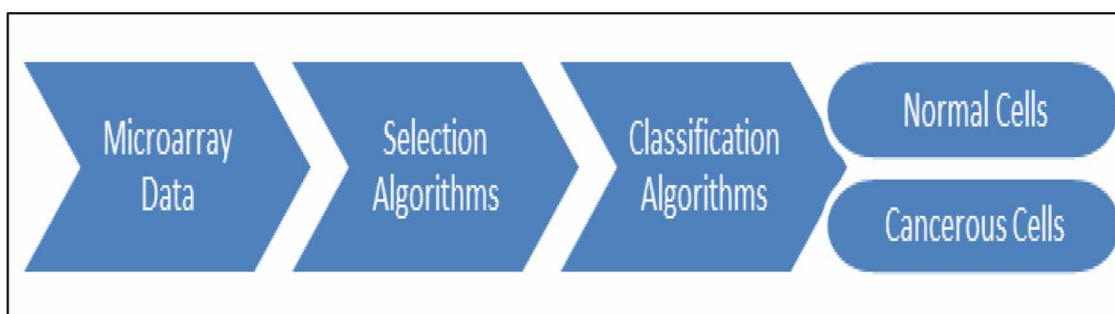 Microarray
Data
Selection
Algorithms
Classification
Algorithms
Normal Cells
Cancerous Cells